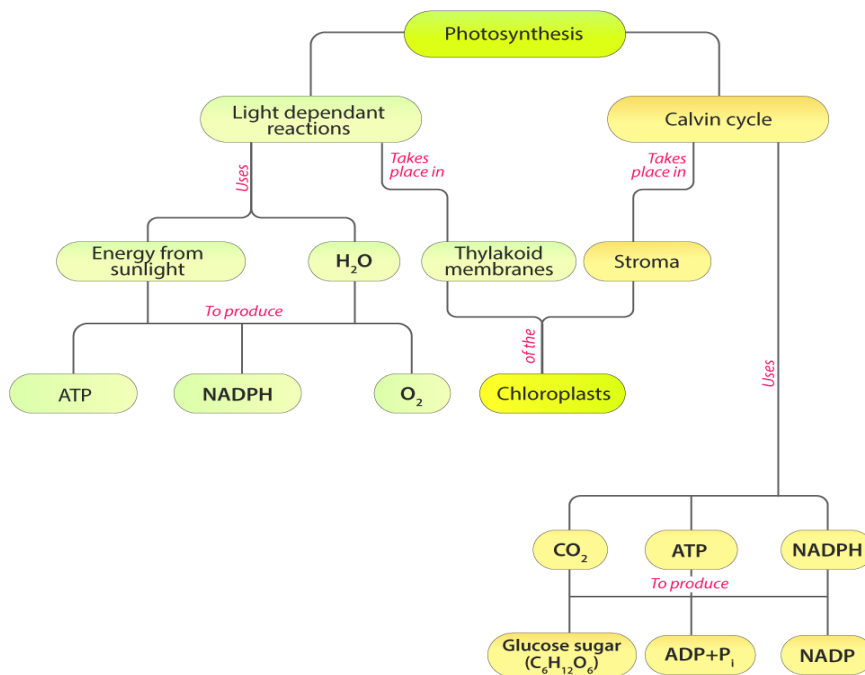 Photosynthesis
Light dependant
reactions
Calvin cycle
Uses
Takes
place in
Takes
place in
Energy from
sunlight
H₂O
Thylakoid
membranes
Stroma
To produce
of the
Uses
ATP
NADPH
O₂
Chloroplasts
CO₂
ATP
NADPH
To produce
Glucose sugar
(C₆H₁₂O₆)
ADP+Pᵢ
NADP